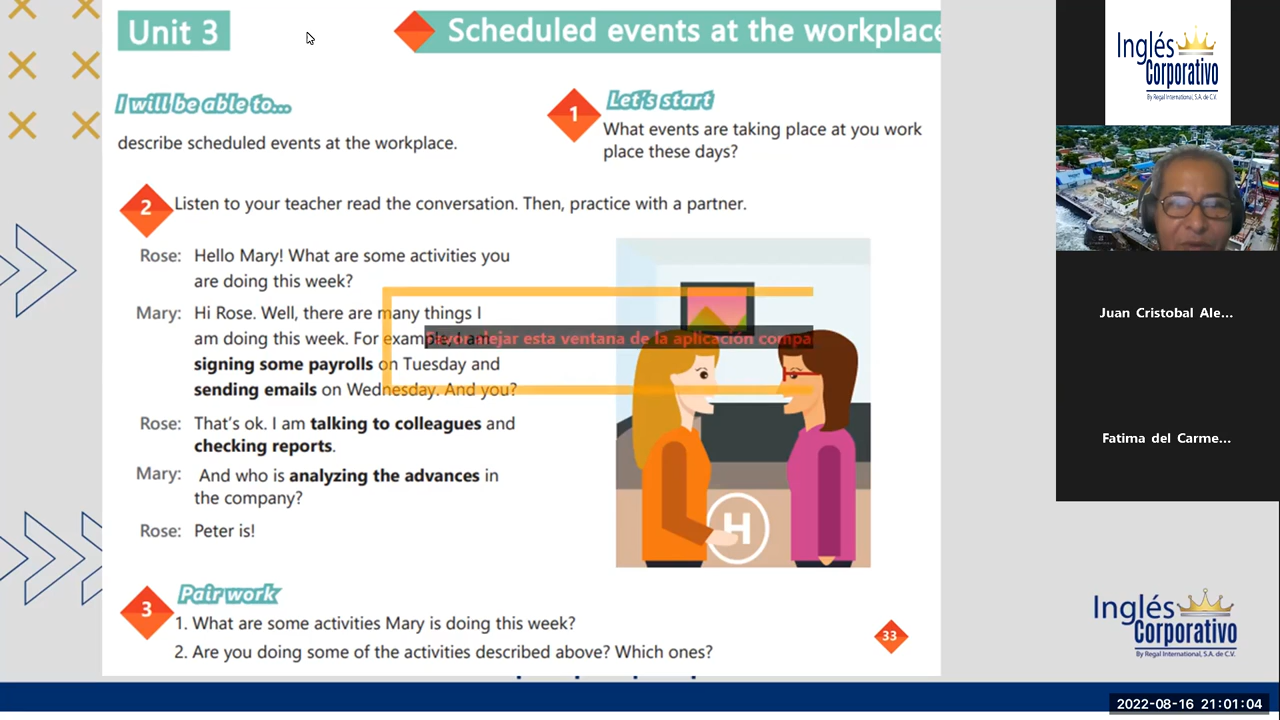 Unit 3
Scheduled events at the workplace
I will be able to...
describe scheduled events at the workplace.
1
Let's start
What events are taking place at you work
place these days?
2
Listen to your teacher read the conversation. Then, practice with a partner.
Rose: Hello Mary! What are some activities you
are doing this week?
Mary: Hi Rose. Well, there are many things I
am doing this week. For example, I am
signing some payrolls on Tuesday and
sending emails on Wednesday. And you?
Rose: That's ok. I am talking to colleagues and
checking reports.
Mary: And who is analyzing the advances in
the company?
Rose: Peter is!
alejar esta ventana de la aplicación compa
H
3
Pair work
1. What are some activities Mary is doing this week?
2. Are you doing some of the activities described above? Which ones?
33
Inglés
Corporativo
By Regal International, S.A. de C.V.
Juan Cristobal Ale...
Fatima del Carme...
Inglés
Corporativo
By Regal International, S.A. de C.V.
2022-08-16 21:01:04